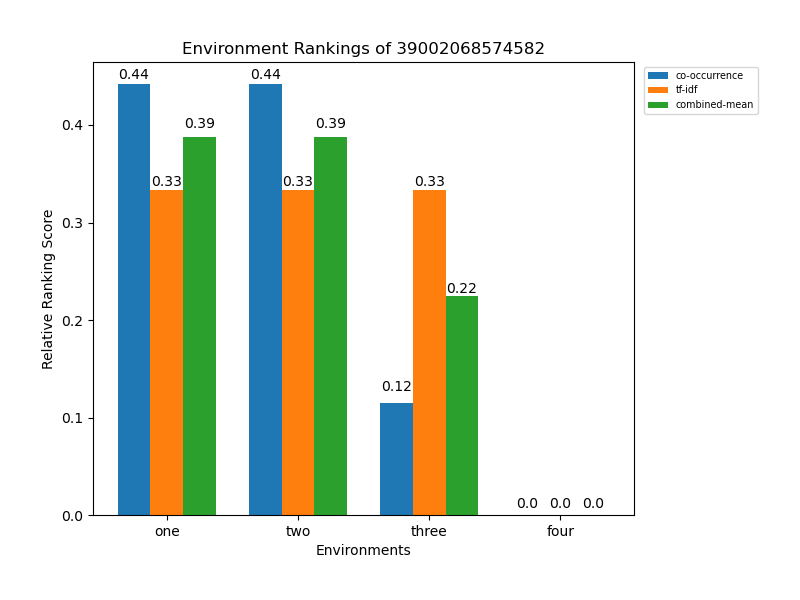 Environment Rankings of 39002068574582
co-occurrence
tf-idf
combined-mean
Relative Ranking Score
0.4
0.3
0.2
0.1
0.0
0.44
0.33
0.39
0.44
0.33
0.39
0.12
0.33
0.22
0.0
0.0
0.0
one
two
three
four
Environments